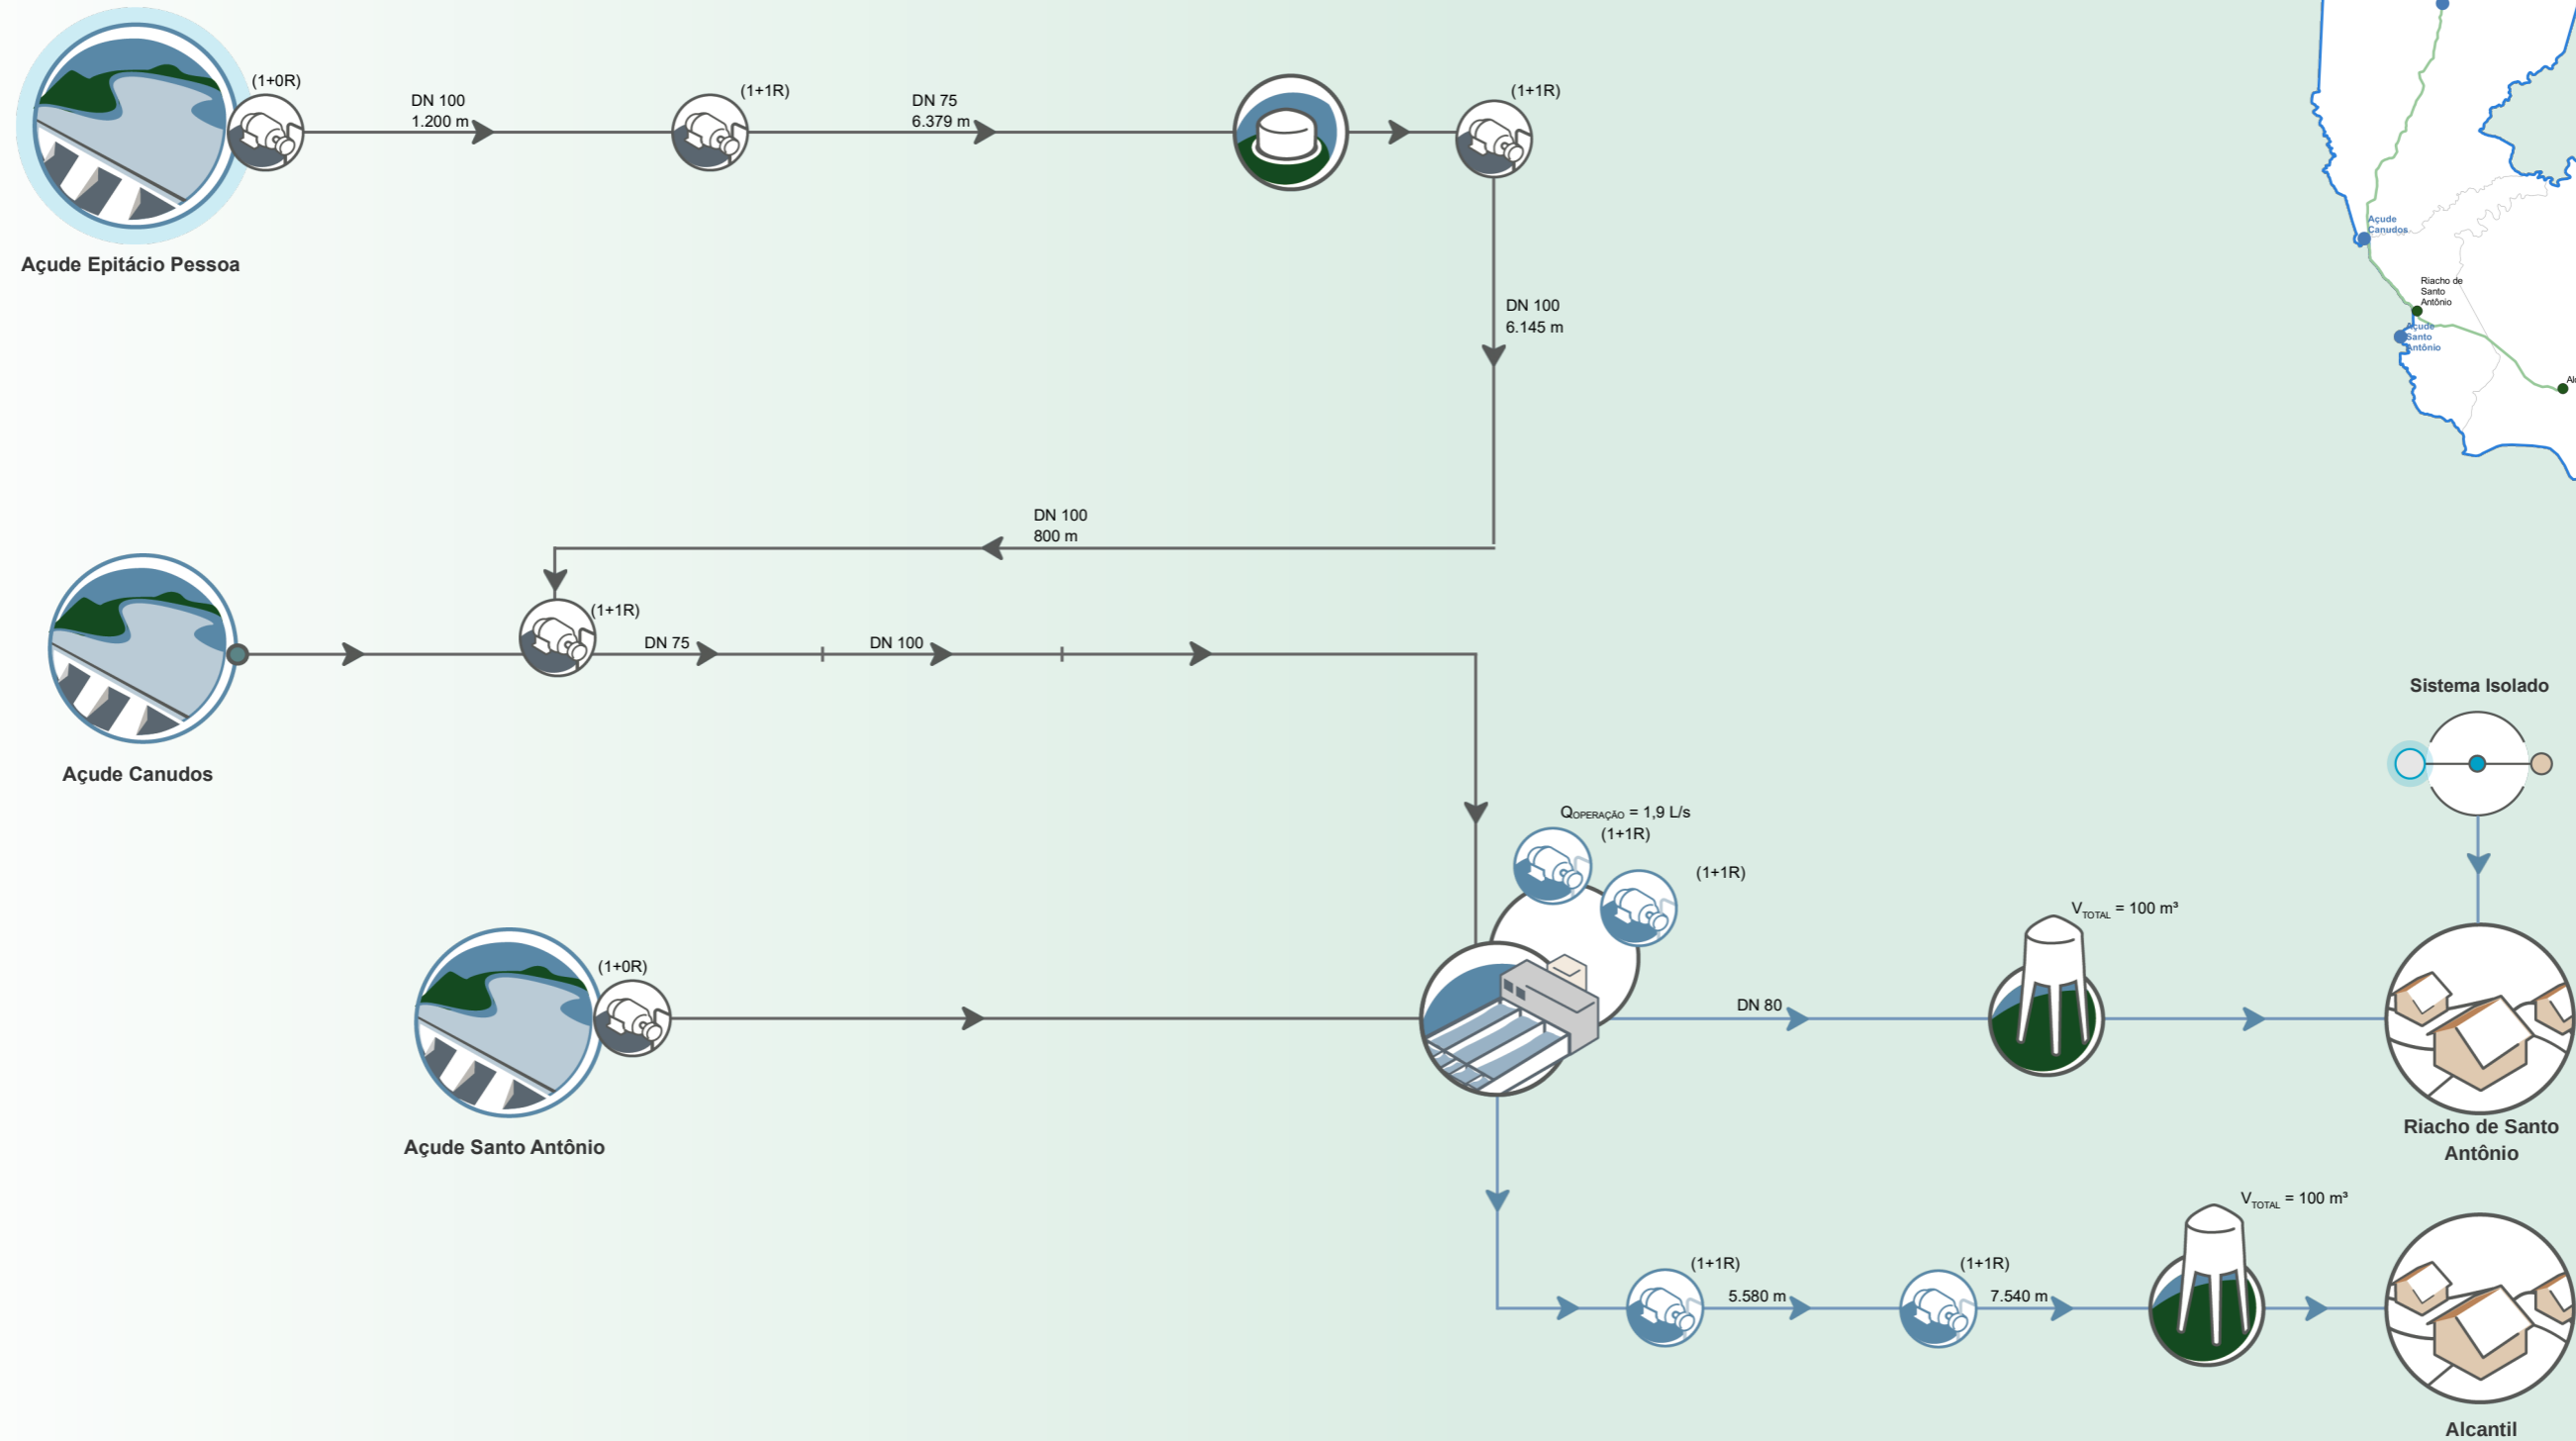 (1+0R)
DN 100
1.200 m
(1+1R)
DN 75
6.379 m
(1+1R)
Açude Epitácio Pessoa
DN 100
6.145 m
Açude
Canudos
Riacho de
Santo
Antônio
Açude
Santo
Antônio
DN 100
800 m
(1+1R)
DN 75
DN 100
Açude Canudos
Sistema Isolado
QOPERAÇÃO = 1,9 L/s
(1+1R)
(1+1R)
VTOTAL = 100 m³
(1+0R)
DN 80
Açude Santo Antônio
Riacho de Santo
Antônio
VTOTAL = 100 m³
(1+1R)
5.580 m
(1+1R)
7.540 m
Alcantil